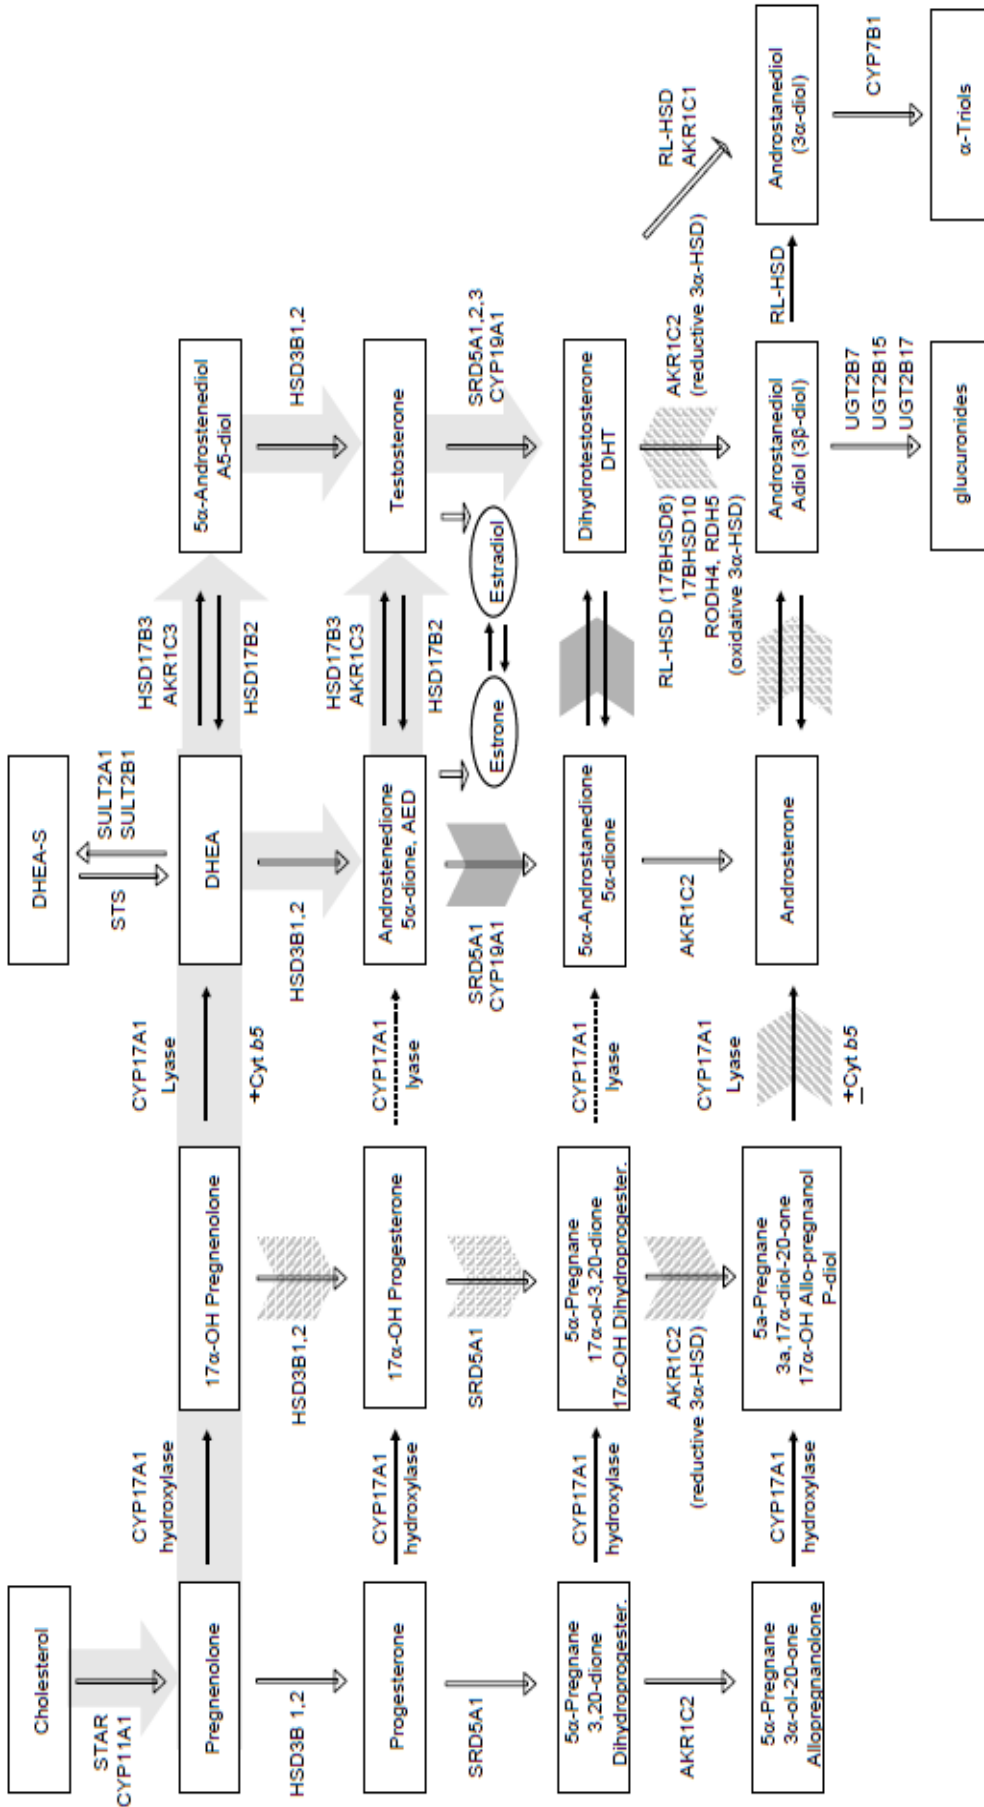 Cholesterol
STAR
CYP11A1
Pregnenolone
CYP17A1
hydroxylase
17α-OH Pregnenolone
CYP17A1
Lyase
+Cyt b5
DHEA
DHEA-S
STS
SULT2A1
SULT2B1
HSD17B3
AKR1C3
HSD17B2
5α-Androstenediol
A5-diol
HSD3B 1,2
HSD3B1,2
HSD3B1,2
HSD3B1,2
Progesterone
CYP17A1
hydroxylase
17α-OH Progesterone
CYP17A1
lyase
Androstenedione
5α-dione, AED
HSD17B3
AKR1C3
HSD17B2
Testosterone
Estrone
Estradiol
SRD5A1
SRD5A1
SRD5A1
CYP19A1
SRD5A1,2,3
CYP19A1
5α-Pregnane
3,20-dione
Dihydroprogester.
CYP17A1
hydroxylase
5α-Pregnane
17α-ol-3,20-dione
17α-OH Dihydroprogester.
CYP17A1
lyase
5α-Androstanedione
5α-dione
Dihydrotestosterone
DHT
AKR1C2
AKR1C2
(reductive 3α-HSD)
AKR1C2
RL-HSD (17BHSD6)
17BHSD10
RODH4, RDH5
(oxidative 3α-HSD)
AKR1C2
(reductive 3α-HSD)
RL-HSD
AKR1C1
5α-Pregnane
3α-ol-20-one
Allopregnanolone
CYP17A1
hydroxylase
5a-Pregnane
3a,17α-diol-20-one
17α-OH Allo-pregnanol
P-diol
CYP17A1
Lyase
±Cyt b5
Androsterone
Androstanediol
Adiol (3β-diol)
RL-HSD
Androstanediol
(3α-diol)
UGT2B7
UGT2B15
UGT2B17
CYP7B1
glucuronides
α-Triols